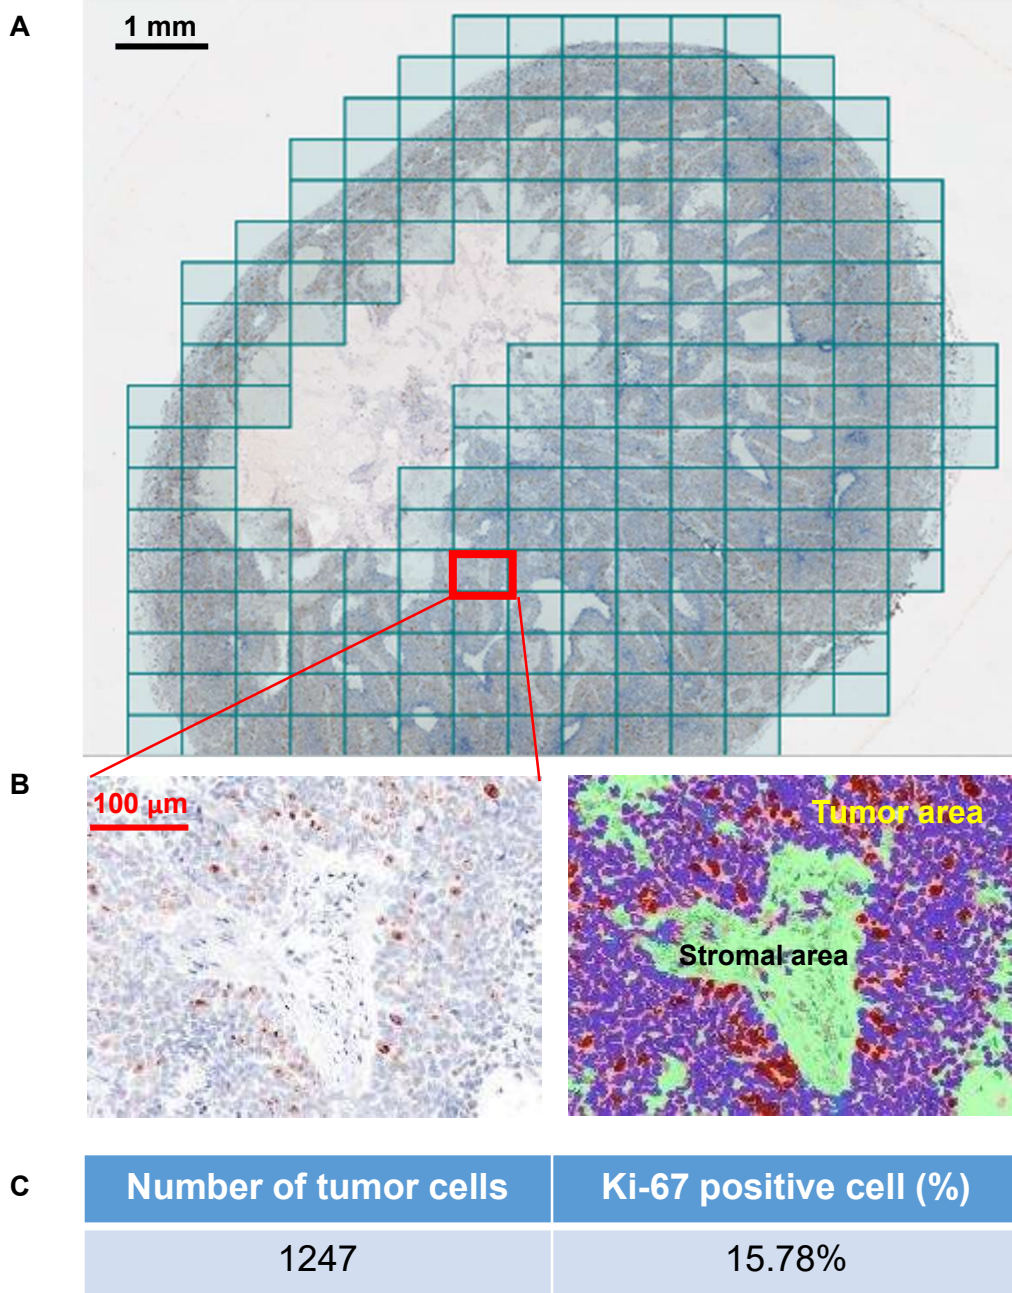 A
1 mm
B
100 μm
Tumor area
Stromal area
C
Number of tumor cells
Ki-67 positive cell (%)
1247
15.78%